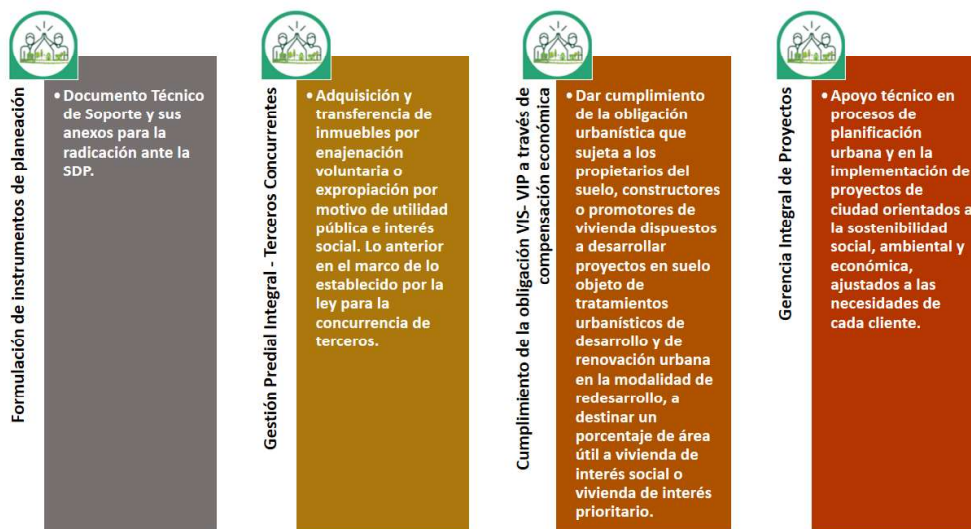 Formulación de instrumentos de planeación
• Documento Técnico
de Soporte y sus
anexos para la
radicación ante la
SDP.
Gestión Predial Integral - Terceros Concurrentes
• Adquisición y
transferencia de
inmuebles por
enajenación
voluntaria o
expropiación por
motivo de utilidad
pública e interés
social. Lo anterior
en el marco de lo
establecido por la
ley para la
concurrencia de
terceros.
Cumplimiento de la obligación VIS- VIP a través de
compensación económica
• Dar cumplimiento
de la obligación
urbanística que
sujeta a los
propietarios del
suelo, constructores
o promotores de
vivienda dispuestos
a desarrollar
proyectos en suelo
objeto de
tratamientos
urbanísticos de
desarrollo y de
renovación urbana
en la modalidad de
redesarrollo, a
destinar un
porcentaje de área
útil a vivienda de
interés social o
vivienda de interés
prioritario.
Gerencia Integral de Proyectos
• Apoyo técnico en
procesos de
planificación
urbana y en la
implementación de
proyectos de
ciudad orientados a
la sostenibilidad
social, ambiental y
económica,
ajustados a las
necesidades de
cada cliente.